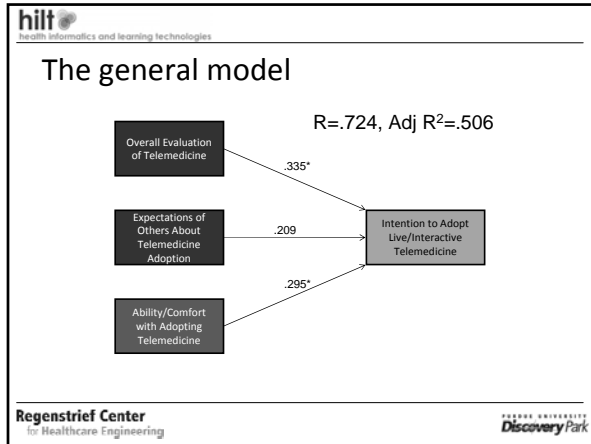 hilt
health informatics and learning technologies
The general model
R=.724, Adj R²=.506
Overall Evaluation
of Telemedicine
.335*
Expectations of
Others About
Telemedicine
Adoption
.209
Intention to Adopt
Live/Interactive
Telemedicine
.295*
Ability/Comfort
with Adopting
Telemedicine
Regenstrief Center
for Healthcare Engineering
PURDUE UNIVERSITY
Discovery Park